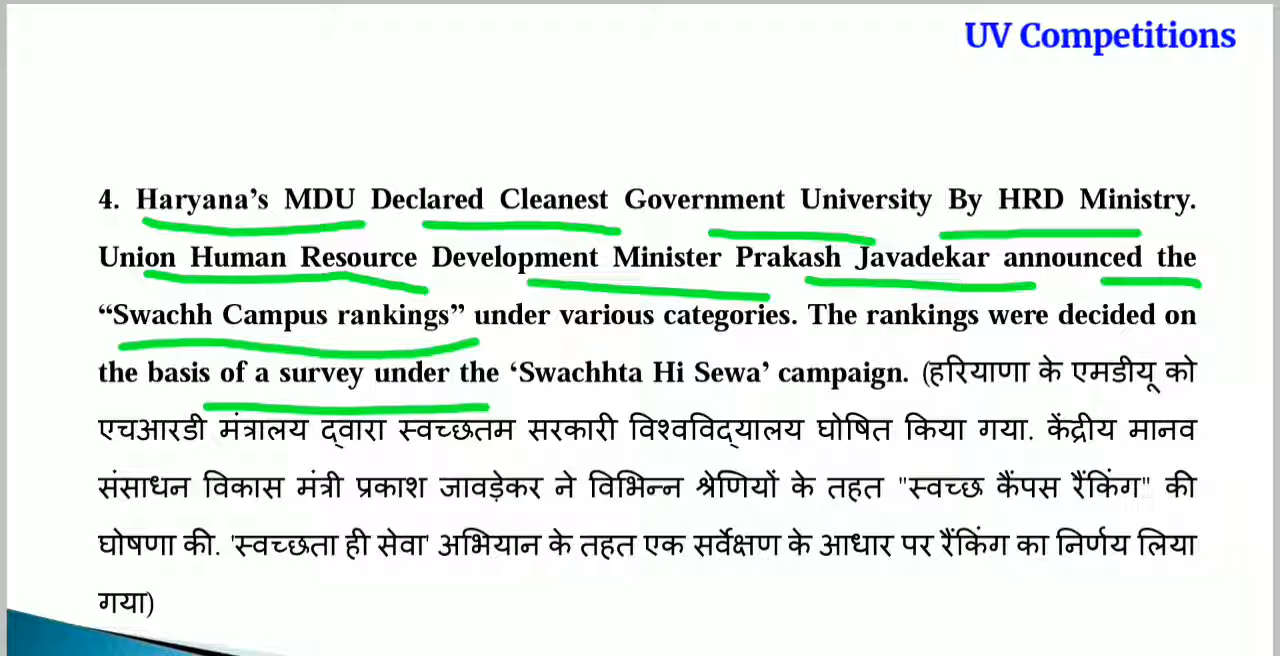 UV Competitions
4. Haryana’s MDU Declared Cleanest Government University By HRD Ministry.
Union Human Resource Development Minister Prakash Javadekar announced the
“Swachh Campus rankings” under various categories. The rankings were decided on
the basis of a survey under the ‘Swachhta Hi Sewa’ campaign. (हरियाणा के एमडीयू को
एचआरडी मंत्रालय द्वारा स्वच्छतम सरकारी विश्वविद्यालय घोषित किया गया. केंद्रीय मानव
संसाधन विकास मंत्री प्रकाश जावड़ेकर ने विभिन्न श्रेणियों के तहत "स्वच्छ कैंपस रैंकिंग" की
घोषणा की. 'स्वच्छता ही सेवा' अभियान के तहत एक सर्वेक्षण के आधार पर रैंकिंग का निर्णय लिया
गया)